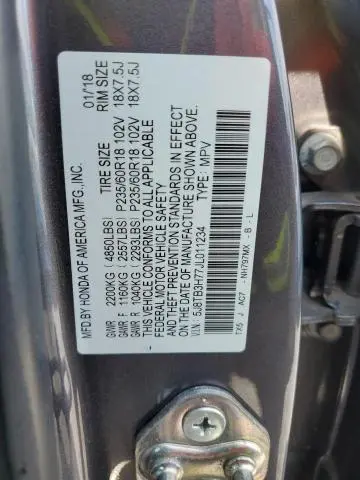 MFD.BY HONDA OF AMERICA MFG.,INC. 01/18
TIRE SIZE RIM SIZE
GVWR 2200KG (4850LBS)
GAWR F 1160KG (2557LBS) P235/60R18 102V 18X7.5J
GAWR R 1040KG (2293LBS) P235/60R18 102V 18X7.5J
THIS VEHICLE CONFORMS TO ALL APPLICABLE
FEDERAL MOTOR VEHICLE SAFETY
AND THEFT PREVENTION STANDARDS IN EFFECT
ON THE DATE OF MANUFACTURE SHOWN ABOVE.
V.I.N.: 5J8TB3H77JL011234 TYPE: MPV
TX5 J AC7 - NH797MX - B - L